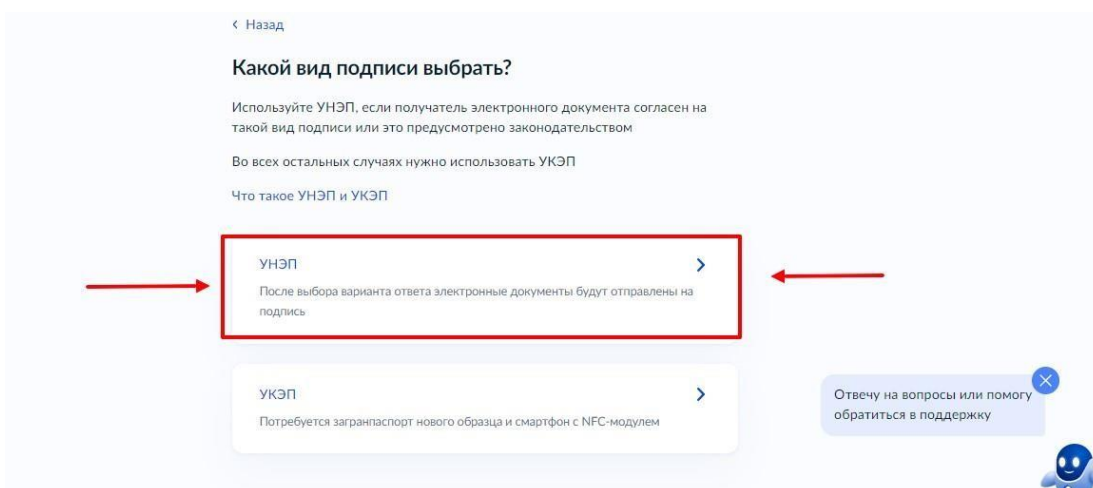 Назад
Какой вид подписи выбрать?
Используйте УНЭП, если получатель электронного документа согласен на
такой вид подписи или это предусмотрено законодательством
Во всех остальных случаях нужно использовать УКЭП
Что такое УНЭП и УКЭП
УНЭП
После выбора варианта ответа электронные документы будут отправлены на
подпись
УКЭП
Потребуется загранпаспорт нового образца и смартфон с NFC-модулем
Отвечу на вопросы или помогу
обратиться в поддержку